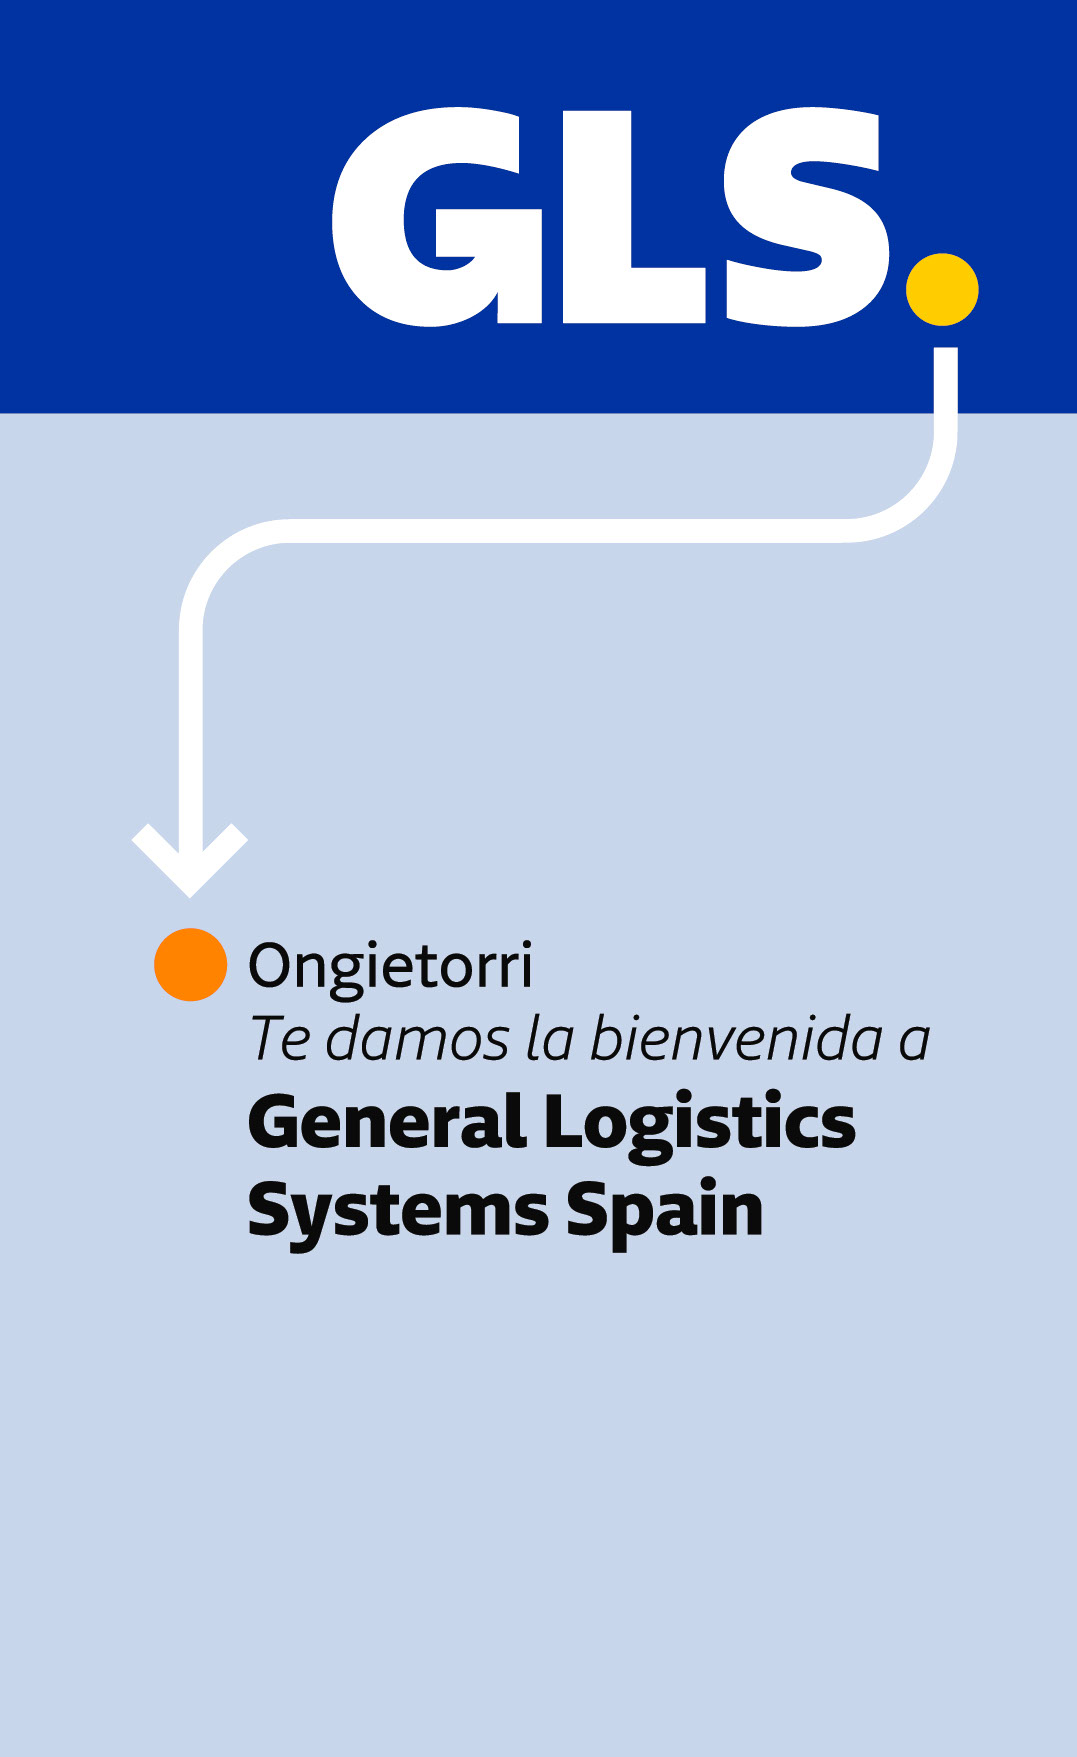 GLS.
Ongietorri
Te damos la bienvenida a
General Logistics
Systems Spain